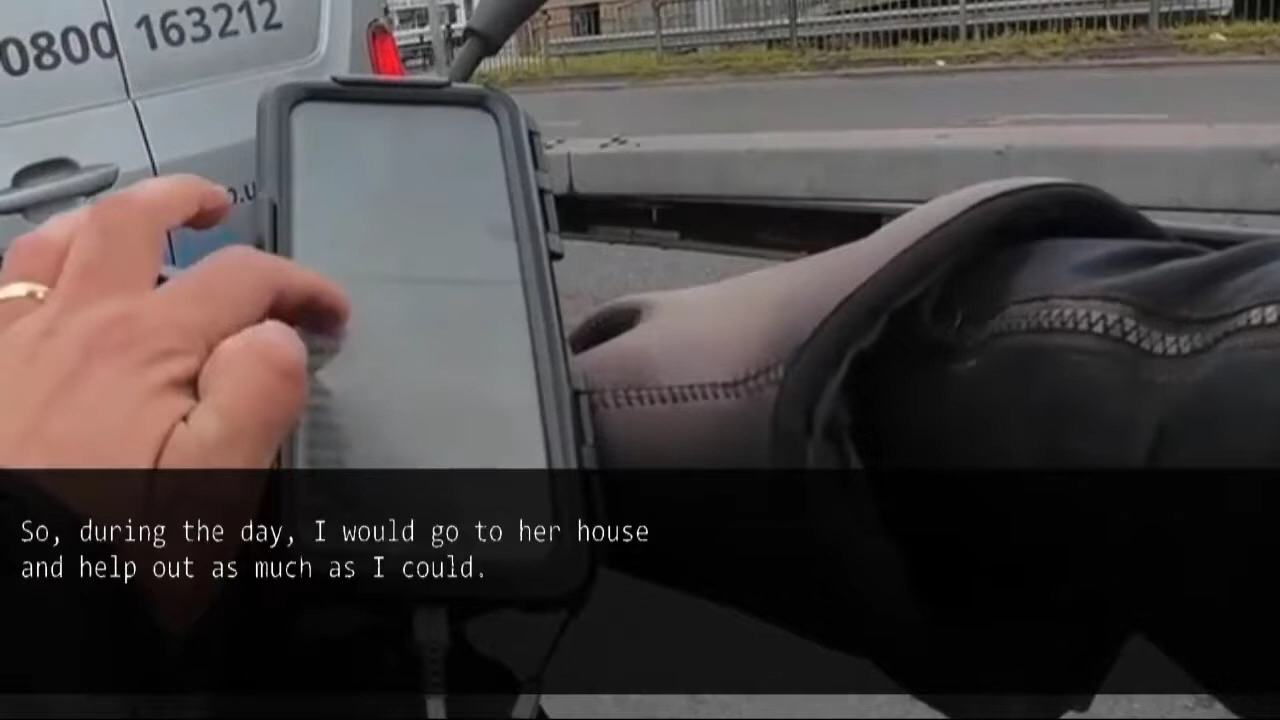 0800 163212
o.u
So, during the day, I would go to her house
and help out as much as I could.